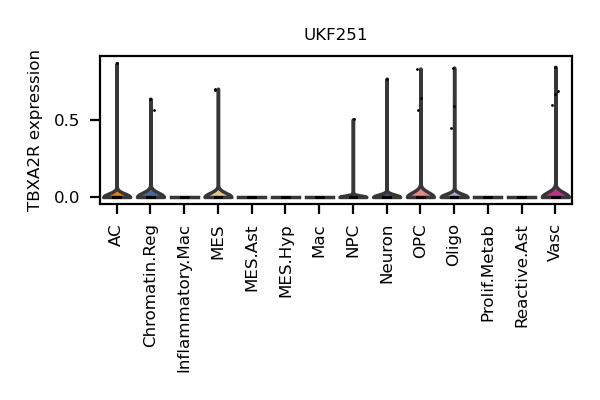 UKF251
TBXA2R expression
0.5
0.0
AC
Chromatin.Reg
Inflammatory.Mac
MES
MES.Ast
MES.Hyp
Mac
NPC
Neuron
OPC
Oligo
Prolif.Metab
Reactive.Ast
Vasc